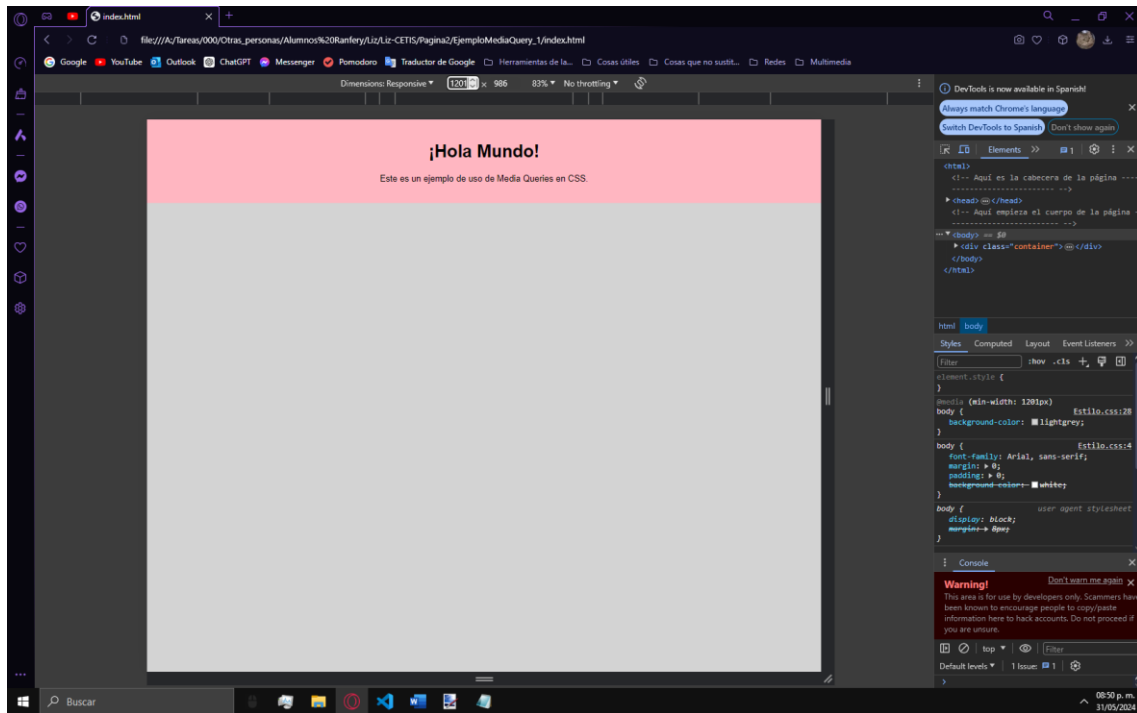 index.html
file:///A:/Tareas/000/Otras_personas/Alumnos%20Ranfery/Liz/Liz-CETIS/Pagina2/EjemploMediaQuery_1/index.html
Google YouTube Outlook ChatGPT Messenger Pomodoro Traductor de Google Herramientas de la... Cosas útiles Cosas que no sustit... Redes Multimedia
Dimensions: Responsive 1201 × 986 83% No throttling
¡Hola Mundo!
Este es un ejemplo de uso de Media Queries en CSS.
DevTools is now available in Spanish!
Always match Chrome's language
Switch DevTools to Spanish Don't show again
Elements 1
<html>
<!-- Aquí es la cabecera de la página ----
----------------------- -->
<head> </head>
<!-- Aquí empieza el cuerpo de la página -
------------------------ -->
<body> == $0
<div class="container"> </div>
</body>
</html>
html body
Styles Computed Layout Event Listeners
Filter :hov .cls
element.style {
}
@media (min-width: 1201px)
body { Estilo.css:28
background-color: lightgrey;
}
body { Estilo.css:4
font-family: Arial, sans-serif;
margin: 0;
padding: 0;
background-color: white;
}
body { user agent stylesheet
display: block;
margin: 8px;
}
Console
Warning! Don't warn me again
This area is for use by developers only. Scammers have
been known to encourage people to copy/paste
information here to hack accounts. Do not proceed if
you are unsure.
top Filter
Default levels 1 Issue: 1
Buscar
08:50 p. m.
31/05/2024